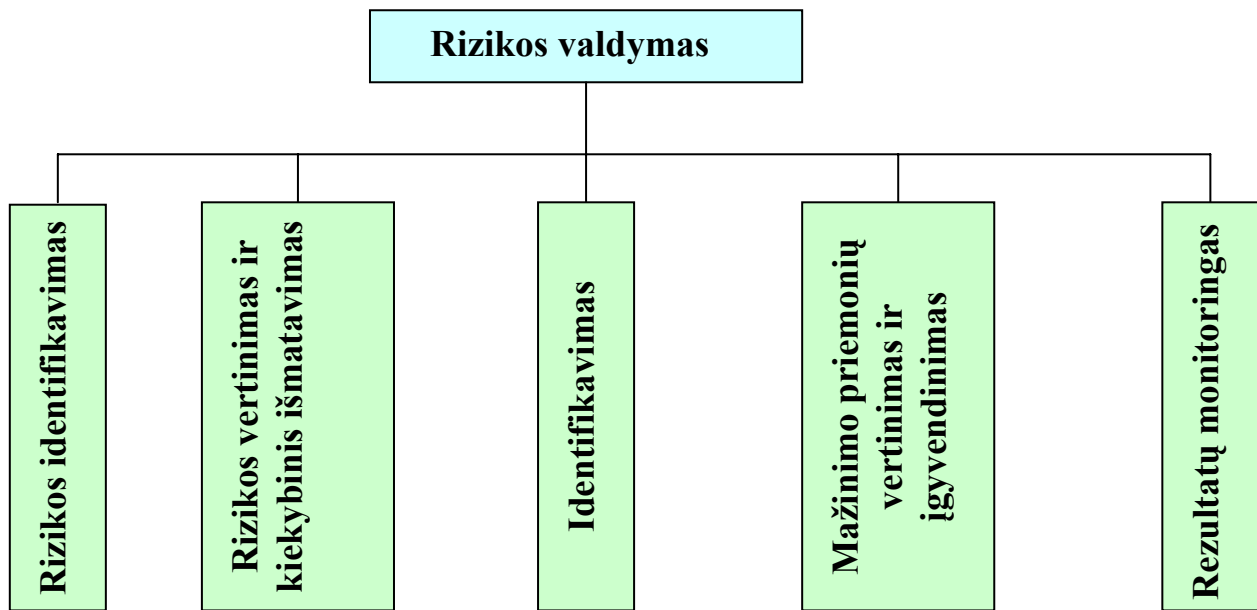 Rizikos valdymas
Rizikos identifikavimas
Rizikos vertinimas ir
kiekybinis išmatavimas
Identifikavimas
Mažinimo priemonių
vertinimas ir
įgyvendinimas
Rezultatų monitoringas